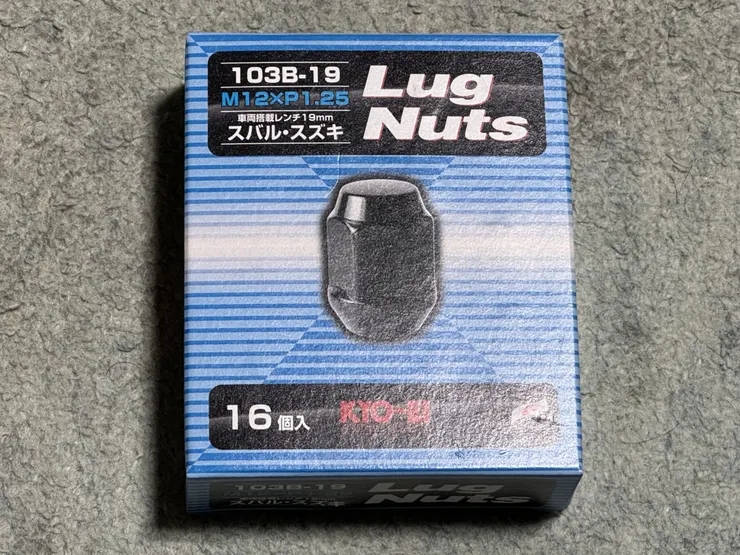 103B-19
M12×P1.25
車両搭載レンチ19mm
スバル・スズキ
Lug
Nuts
16個入
KYO-EI
103B-19
スバル・スズキ
Lug
Nuts